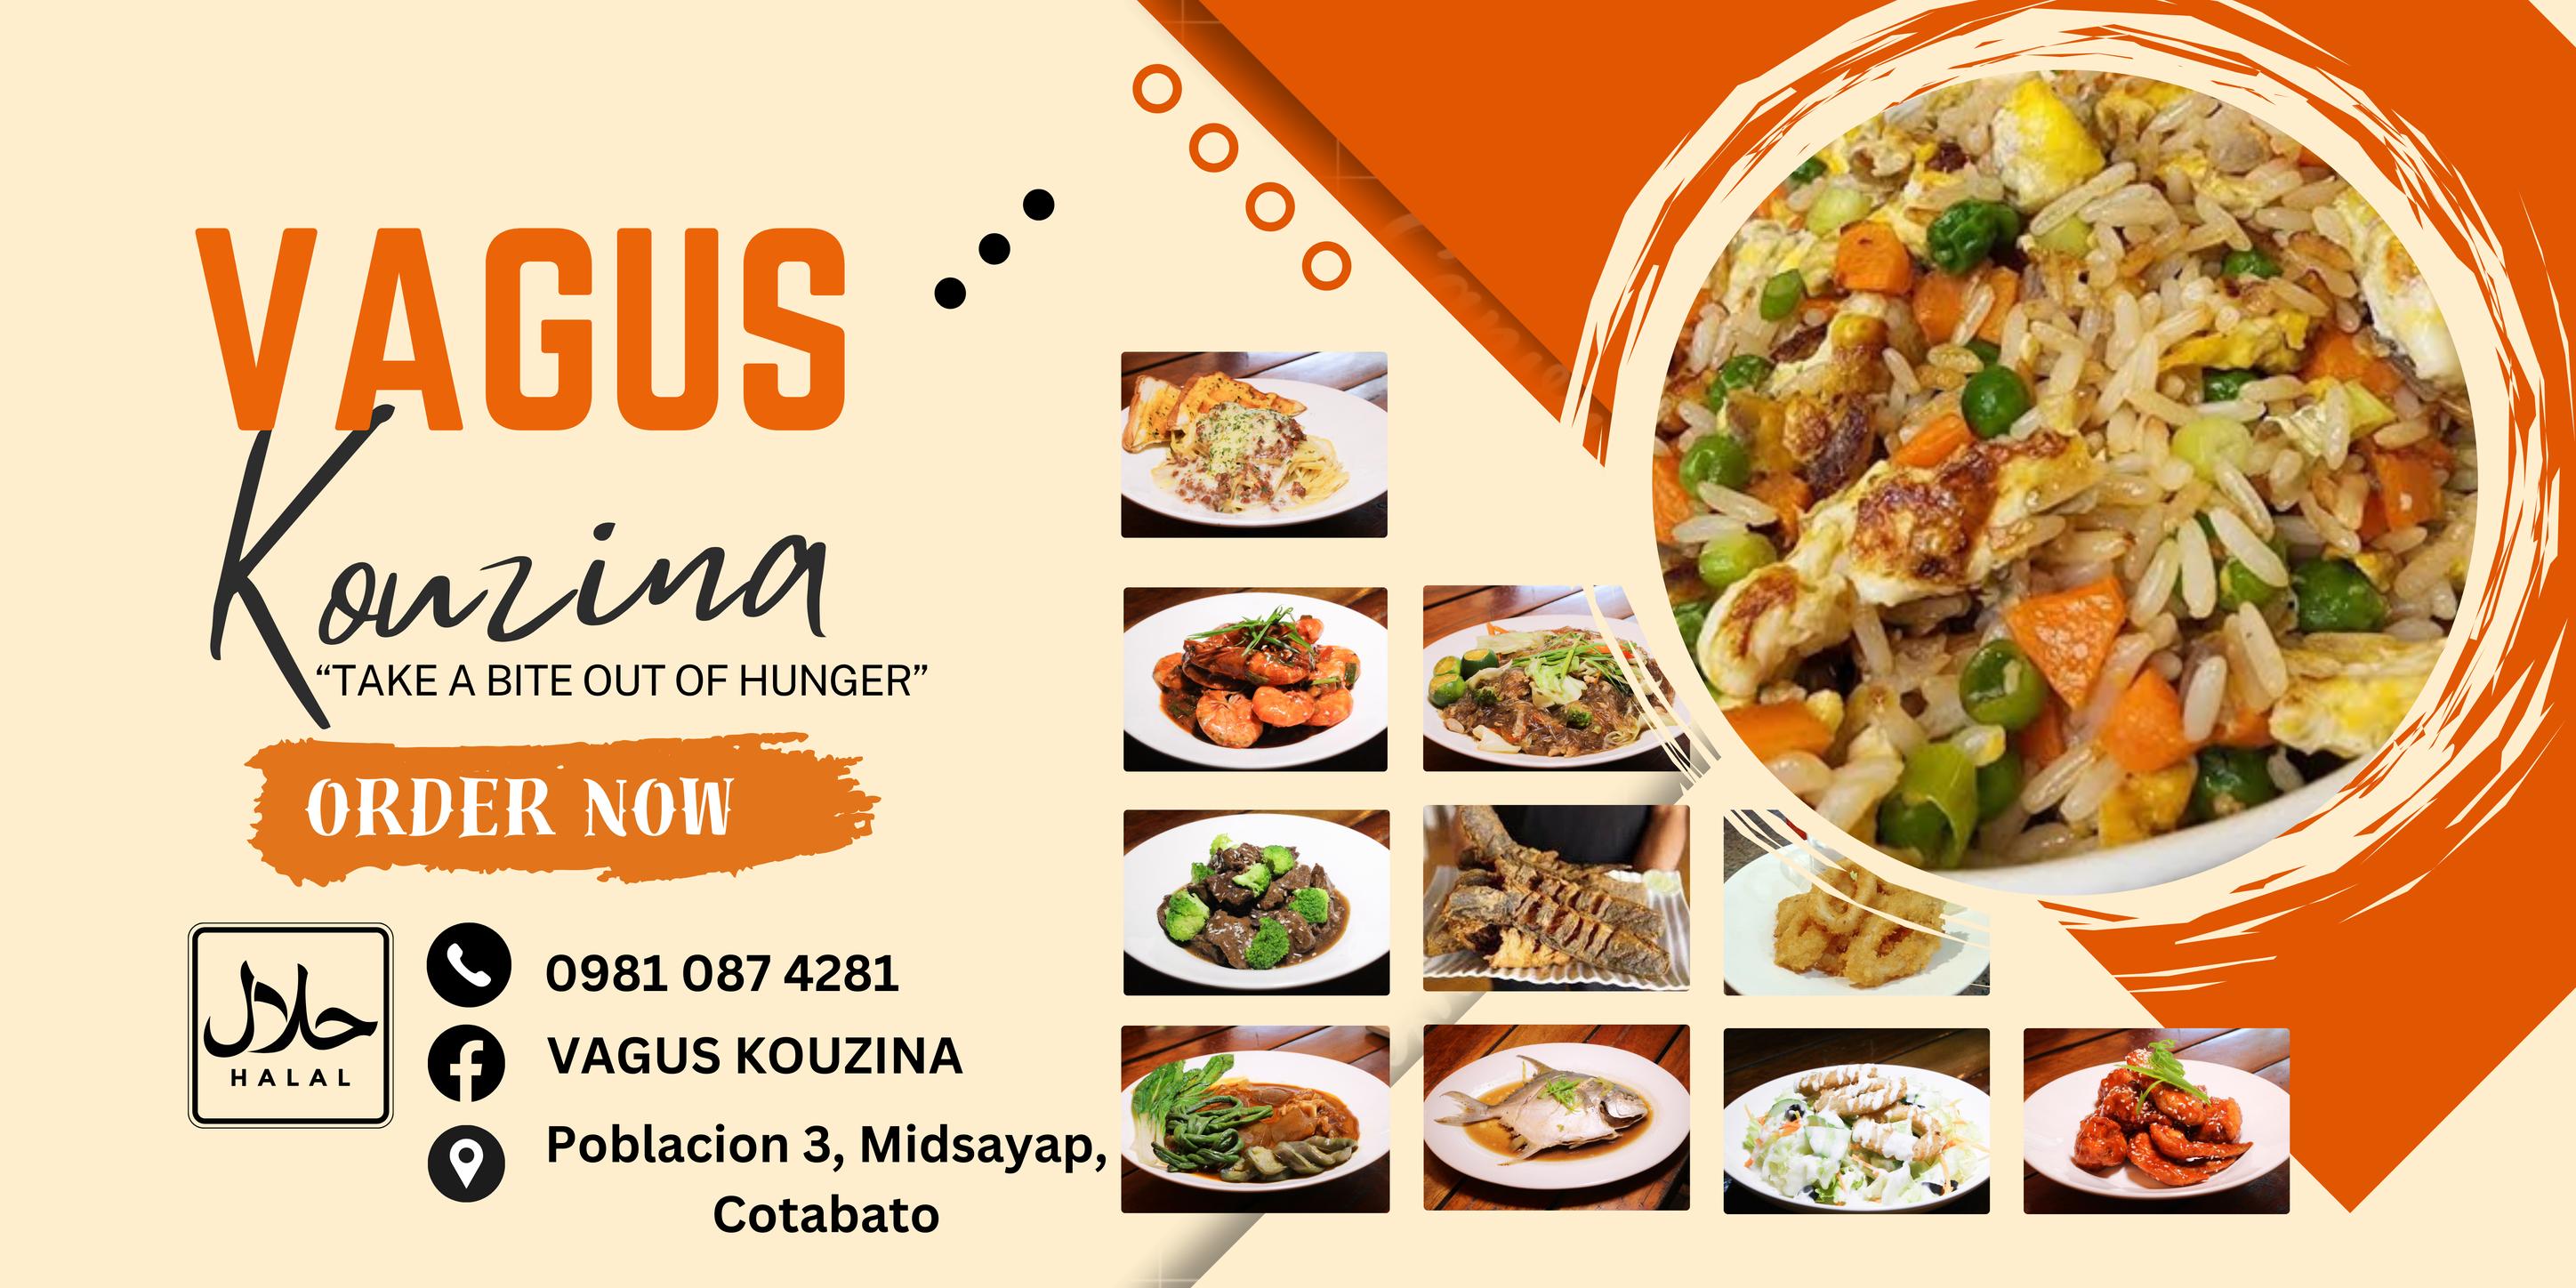 VAGUS
Kouzina
“TAKE A BITE OUT OF HUNGER”
ORDER NOW
حلال
HALAL
0981 087 4281
VAGUS KOUZINA
Poblacion 3, Midsayap,
Cotabato